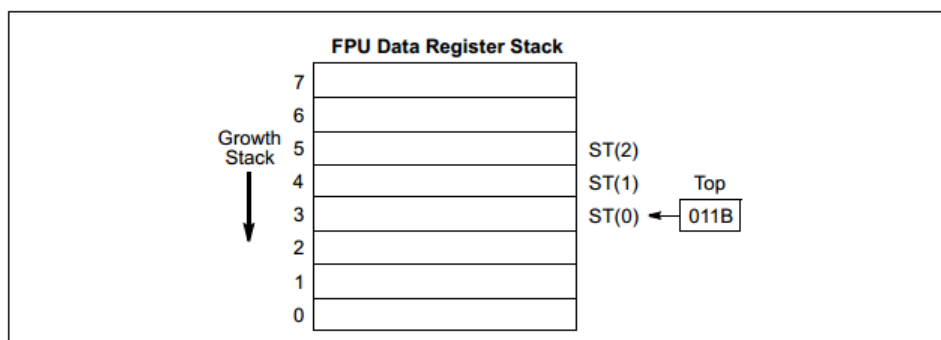 FPU Data Register Stack
7
6
Growth
Stack
5
ST(2)
4
ST(1)
Top
3
ST(0)
011B
2
1
0